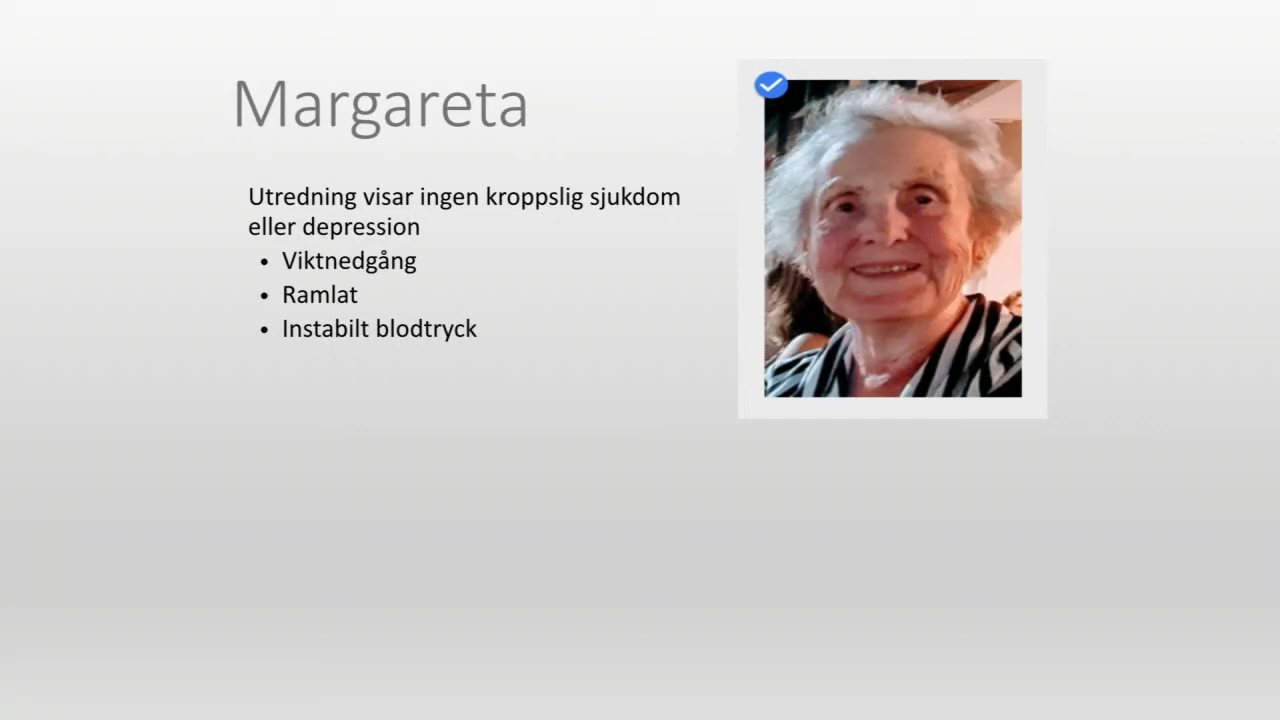 Margareta
Utredning visar ingen kroppslig sjukdom
eller depression
• Viktnedgång
• Ramlat
• Instabilt blodtryck